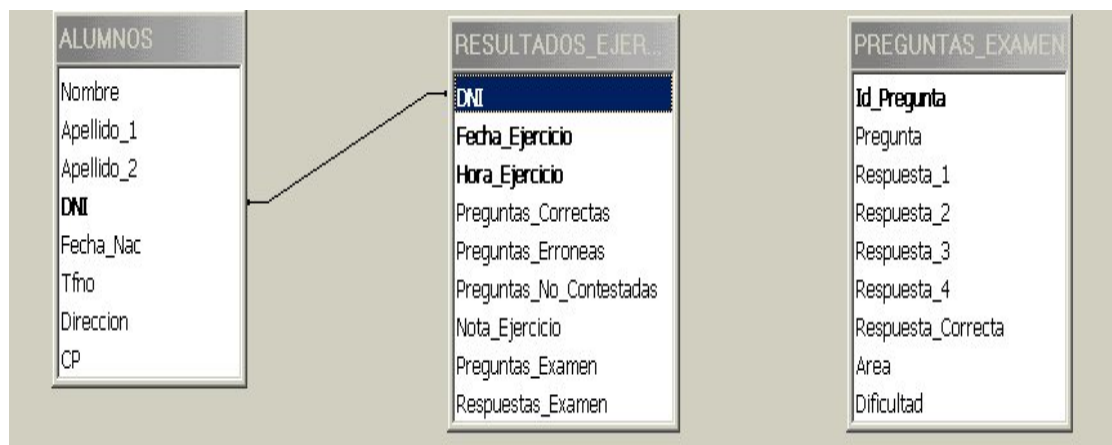 ALUMNOS
Nombre
Apellido_1
Apellido_2
DNI
Fecha_Nac
Tfno
Direccion
CP
RESULTADOS_EJER...
DNI
Fecha_Ejercicio
Hora_Ejercicio
Preguntas_Correctas
Preguntas_Erroneas
Preguntas_No_Contestadas
Nota_Ejercicio
Preguntas_Examen
Respuestas_Examen
PREGUNTAS_EXAMEN
Id_Pregunta
Pregunta
Respuesta_1
Respuesta_2
Respuesta_3
Respuesta_4
Respuesta_Correcta
Area
Dificultad